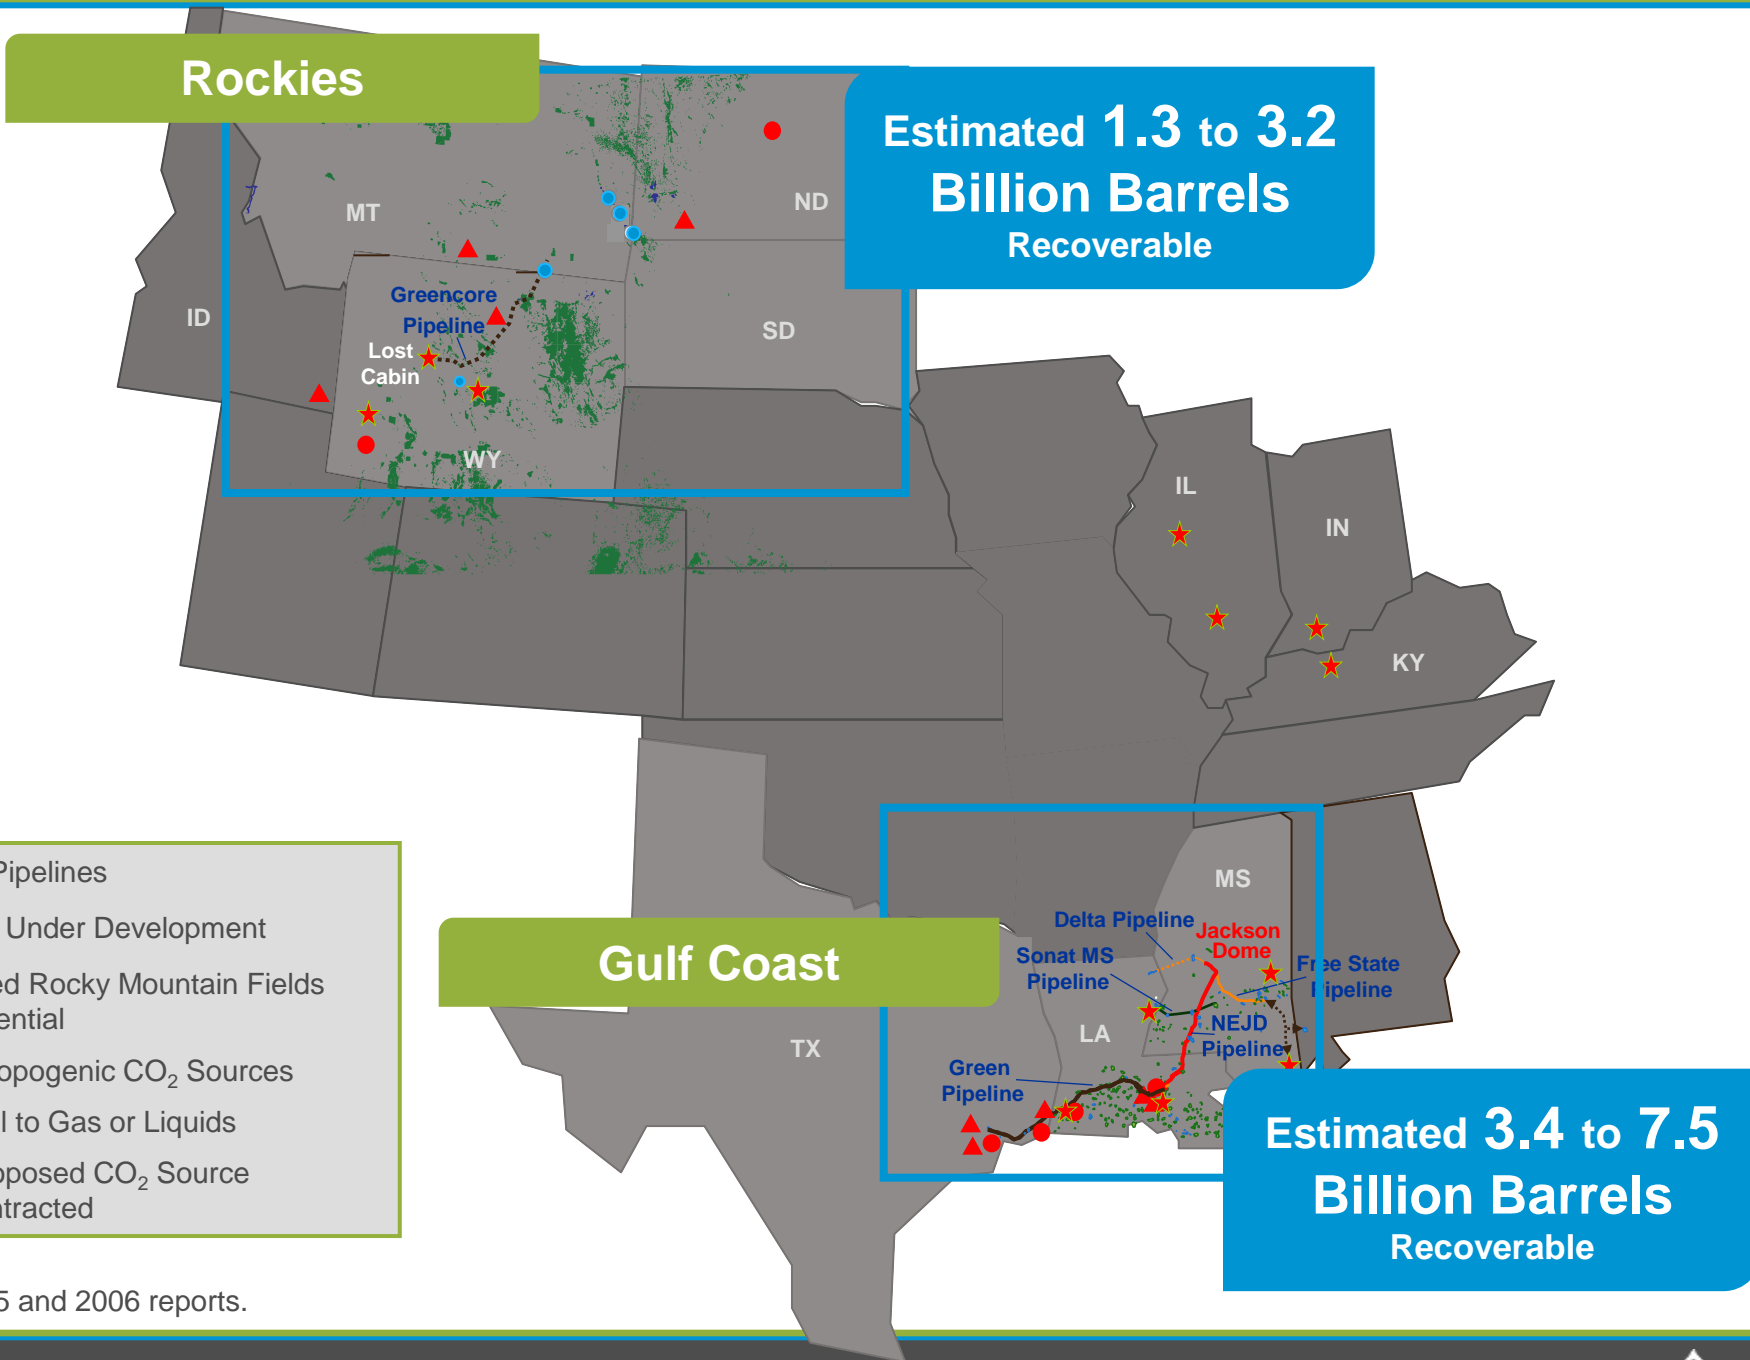 Rockies
Estimated 1.3 to 3.2
Billion Barrels
Recoverable
MT
ND
ID
SD
Greencore
Pipeline
Lost
Cabin
WY
IL
IN
KY
Pipelines
Under Development
ed Rocky Mountain Fields
ential
opogenic CO₂ Sources
l to Gas or Liquids
oposed CO₂ Source
ntracted
5 and 2006 reports.
Gulf Coast
MS
Delta Pipeline
Jackson
Dome
Sonat MS
Pipeline
Free State
Pipeline
NEJD
Pipeline
LA
TX
Green
Pipeline
Estimated 3.4 to 7.5
Billion Barrels
Recoverable